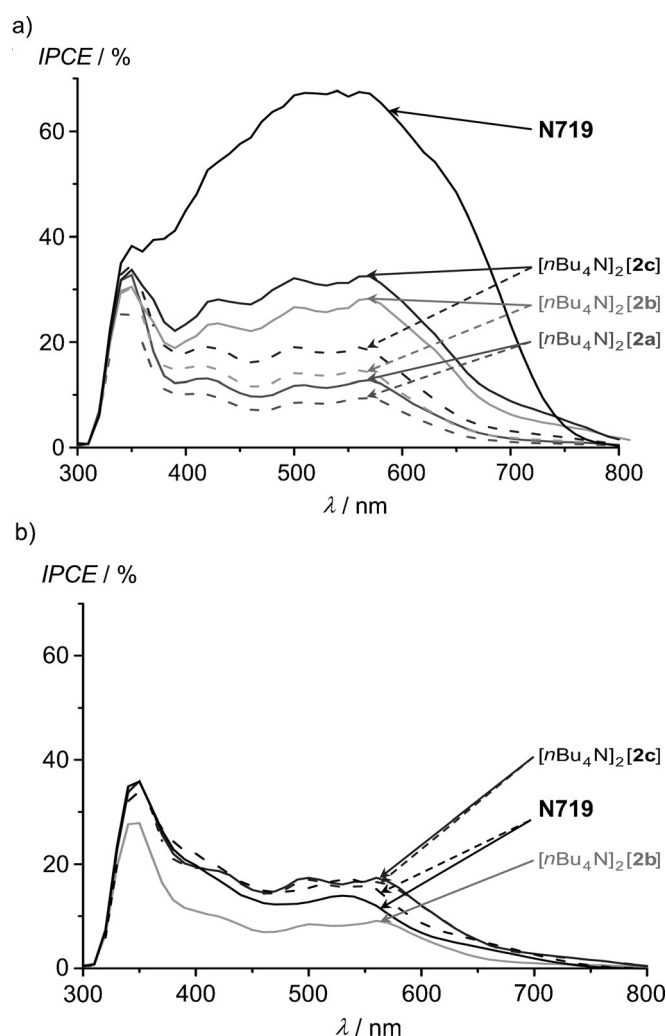 a)
IPCE / %
60
40
20
0
N719
[nBu₄N]₂[2c]
[nBu₄N]₂[2b]
[nBu₄N]₂[2a]
300 400 500 600 700 800
λ / nm
b)
IPCE / %
60
40
20
0
[nBu₄N]₂[2c]
N719
[nBu₄N]₂[2b]
300 400 500 600 700 800
λ / nm